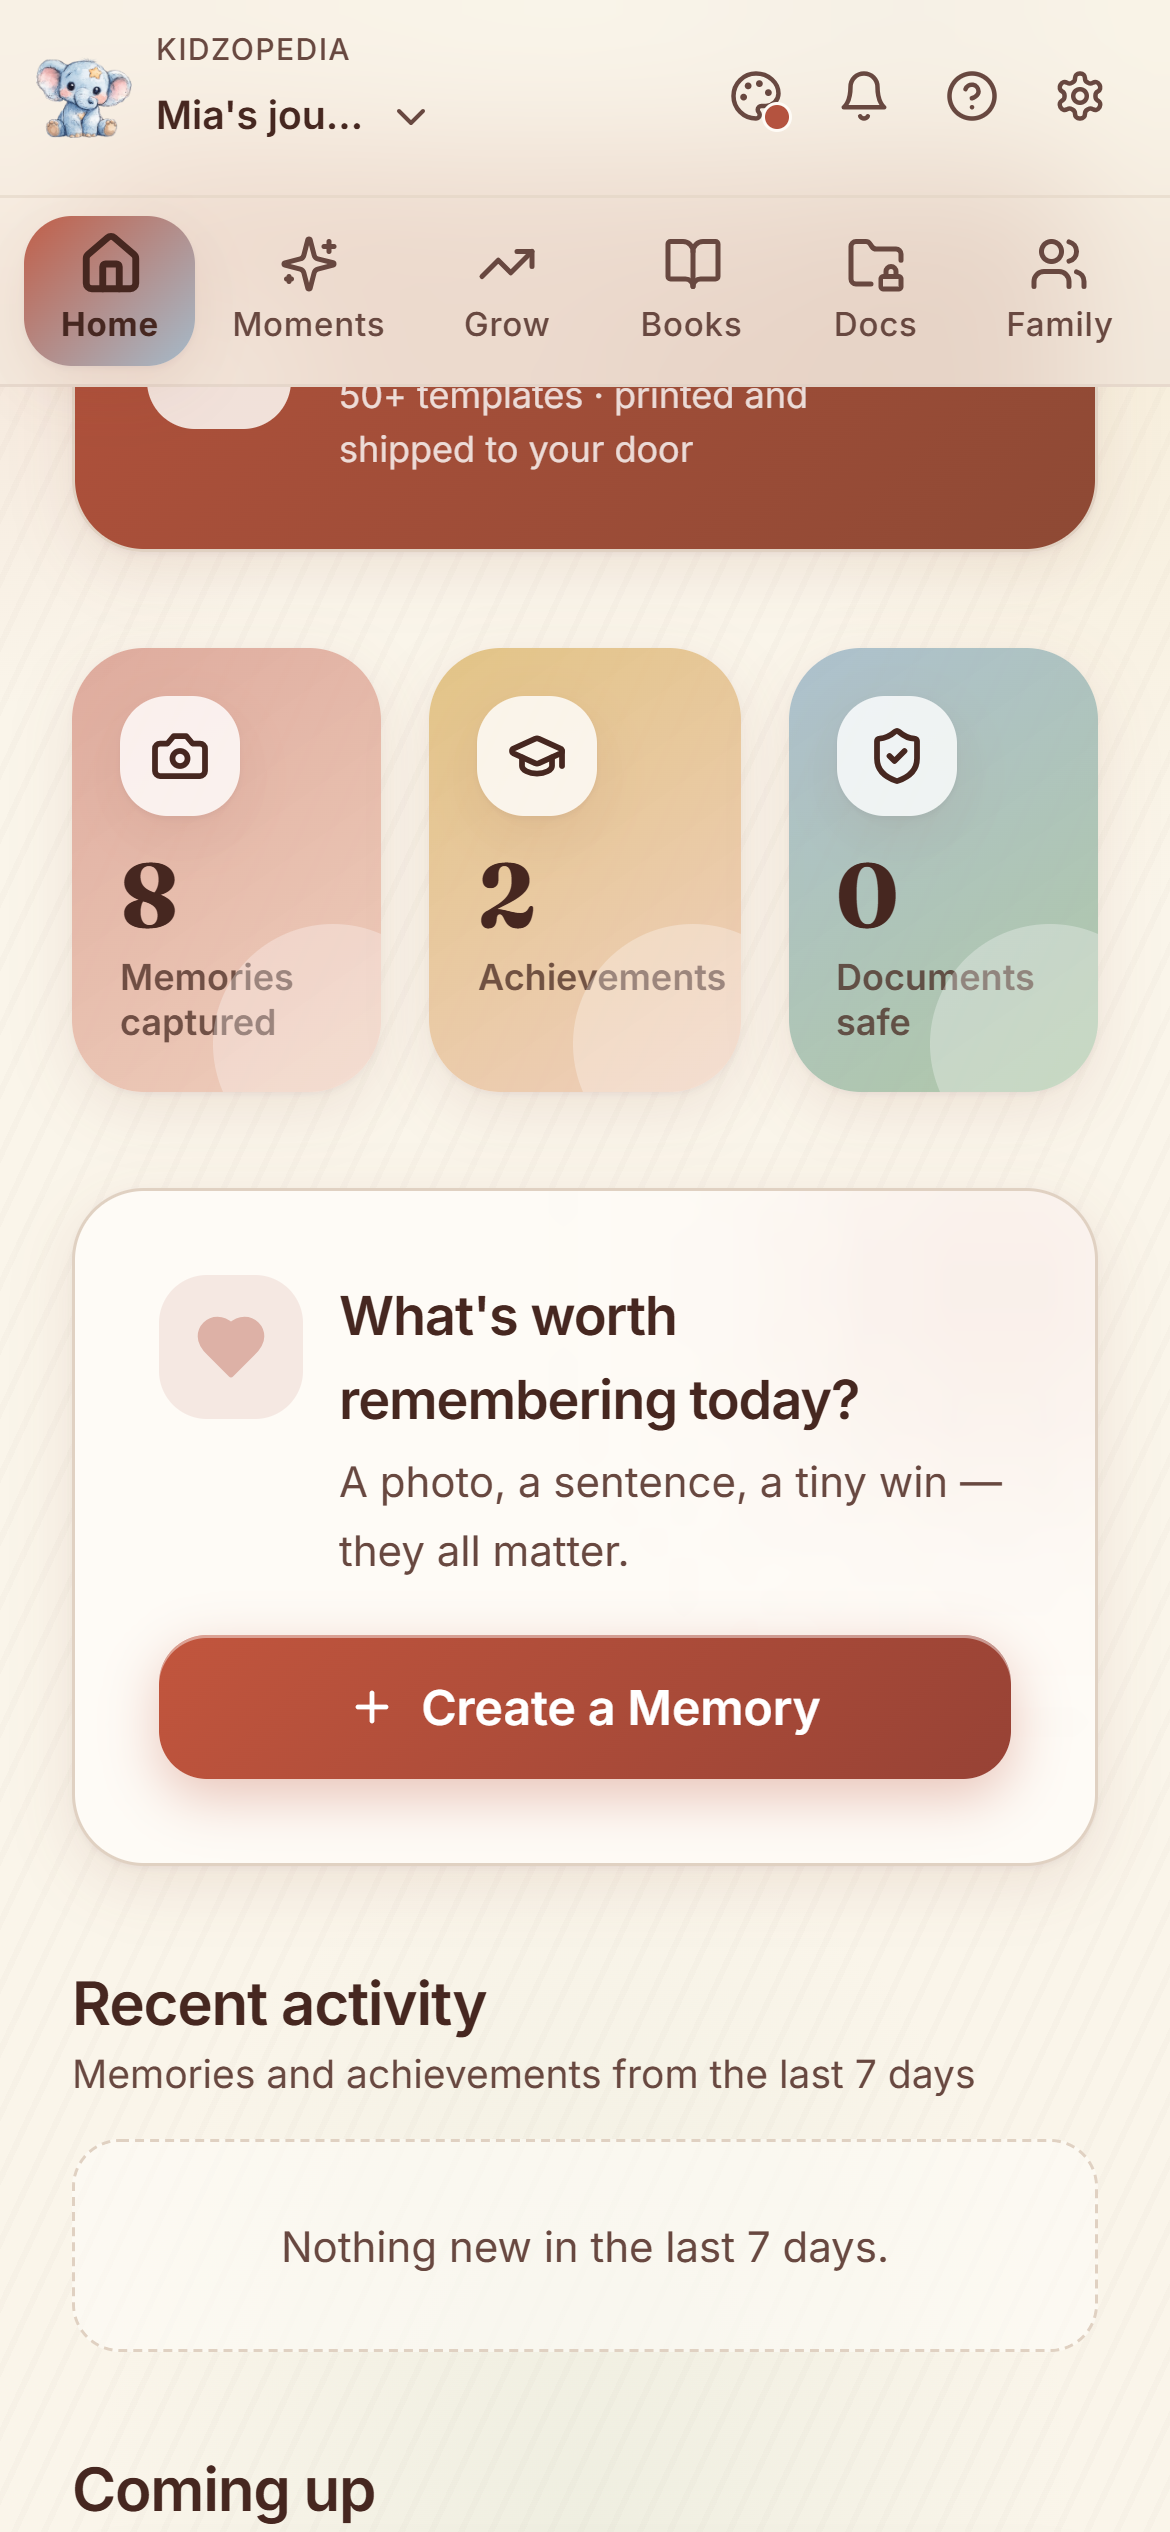 KIDZOPEDIA
Mia's jou...
Home
Moments
Grow
Books
Docs
Family
50+ templates · printed and
shipped to your door
8
Memories
captured
2
Achievements
0
Documents
safe
What's worth
remembering today?
A photo, a sentence, a tiny win —
they all matter.
+ Create a Memory
Recent activity
Memories and achievements from the last 7 days
Nothing new in the last 7 days.
Coming up